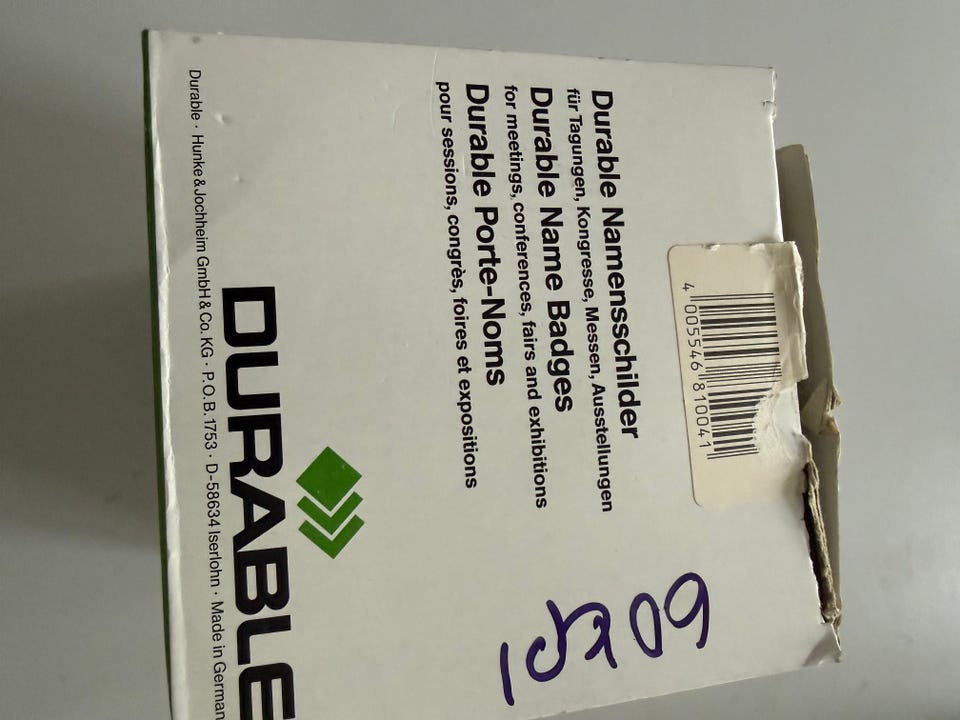 4 005546 810041
Durable Namensschilder
für Tagungen, Kongresse, Messen, Ausstellungen
Durable Name Badges
for meetings, conferences, fairs and exhibitions
Durable Porte-Noms
pour sessions, congrès, foires et expositions
DURABLE
Durable · Hunke & Jochheim GmbH & Co. KG · P.O.B. 1753 · D-58634 Iserlohn · Made in German